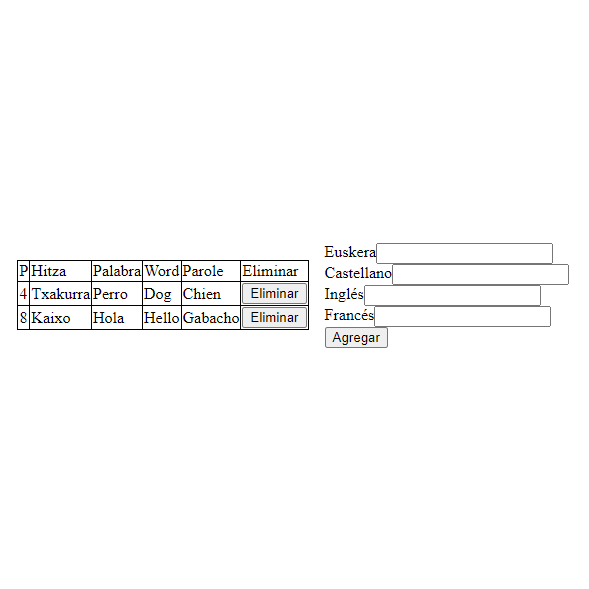 P Hitza Palabra Word Parole Eliminar
4 Txakurra Perro Dog Chien Eliminar
8 Kaixo Hola Hello Gabacho Eliminar
Euskera
Castellano
Inglés
Francés
Agregar